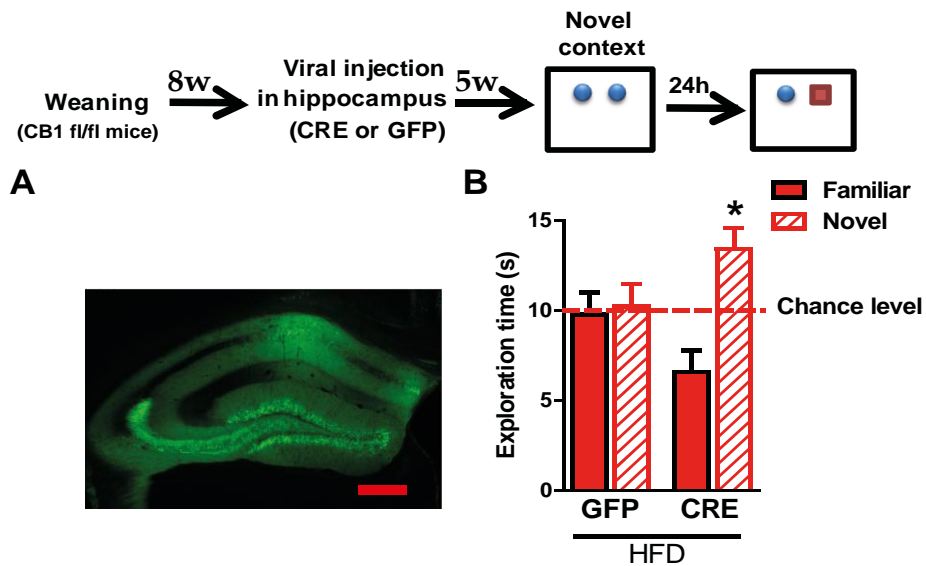 Weaning
(CB1 fl/fl mice)
8w
Viral injection
in hippocampus
(CRE or GFP)
5w
Novel
context
24h
A
B
Familiar
Novel
Exploration time (s)
15
10
5
0
*
Chance level
GFP
CRE
HFD